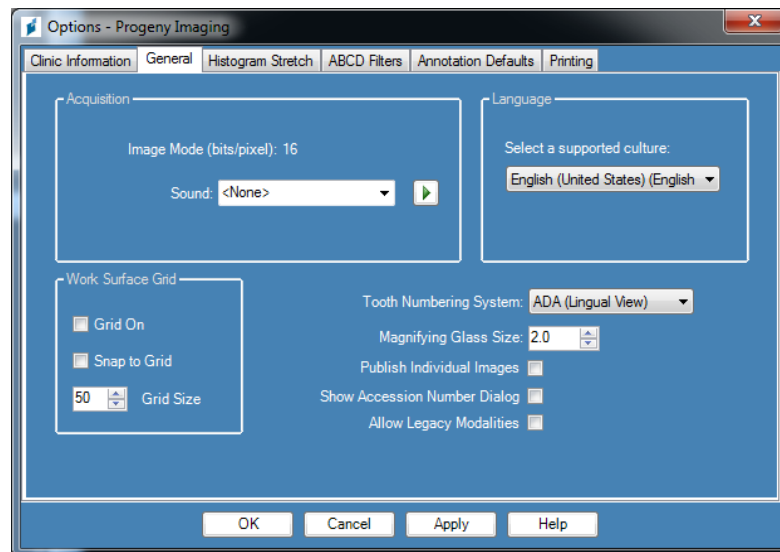 Options - Progeny Imaging
Clinic Information General Histogram Stretch ABCD Filters Annotation Defaults Printing
Acquisition
Image Mode (bits/pixel): 16
Sound: <None>
Language
Select a supported culture:
English (United States) (English
Work Surface Grid
Grid On
Snap to Grid
50 Grid Size
Tooth Numbering System: ADA (Lingual View)
Magnifying Glass Size: 2.0
Publish Individual Images
Show Accession Number Dialog
Allow Legacy Modalities
OK Cancel Apply Help